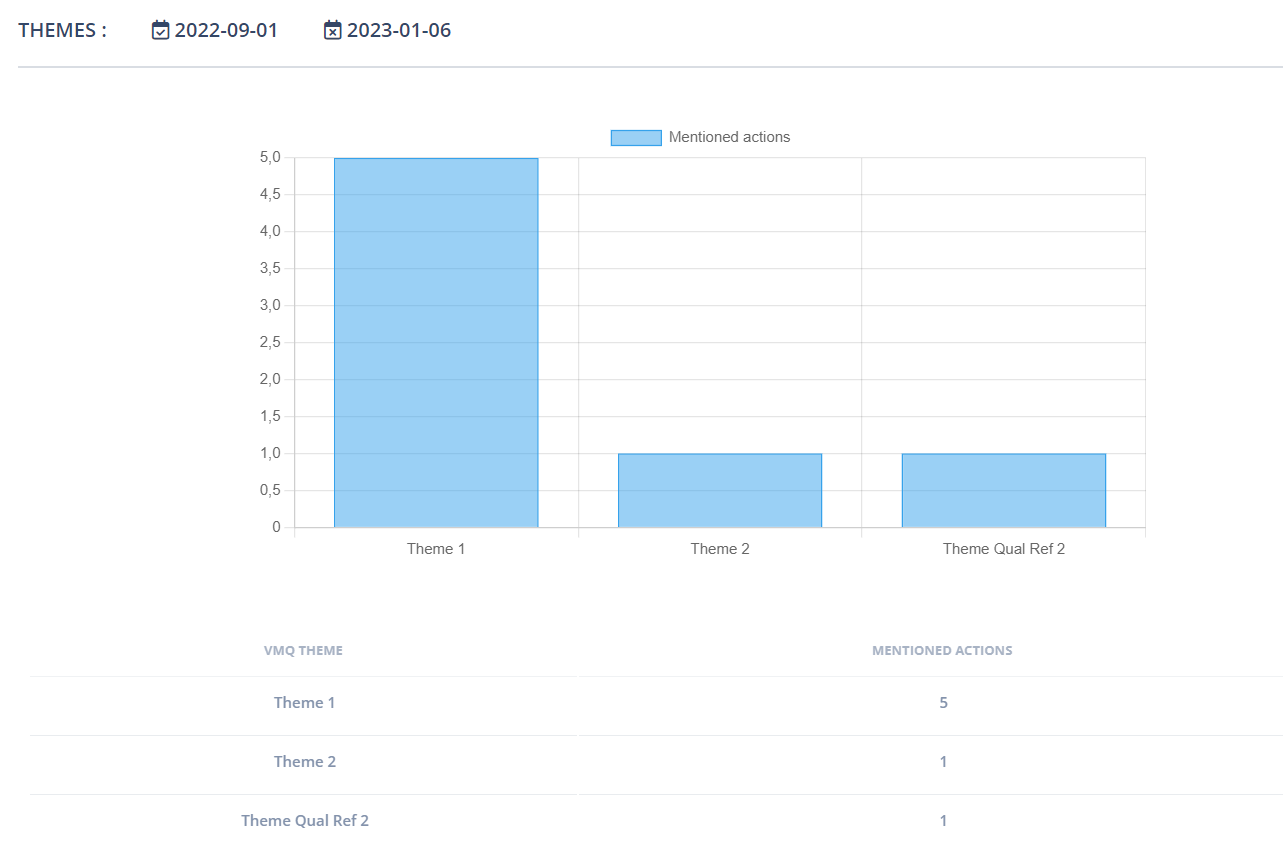 THEMES : 2022-09-01 2023-01-06
Mentioned actions
5,0
4,5
4,0
3,5
3,0
2,5
2,0
1,5
1,0
0,5
0
Theme 1 Theme 2 Theme Qual Ref 2
VMQ THEME MENTIONED ACTIONS
Theme 1 5
Theme 2 1
Theme Qual Ref 2 1